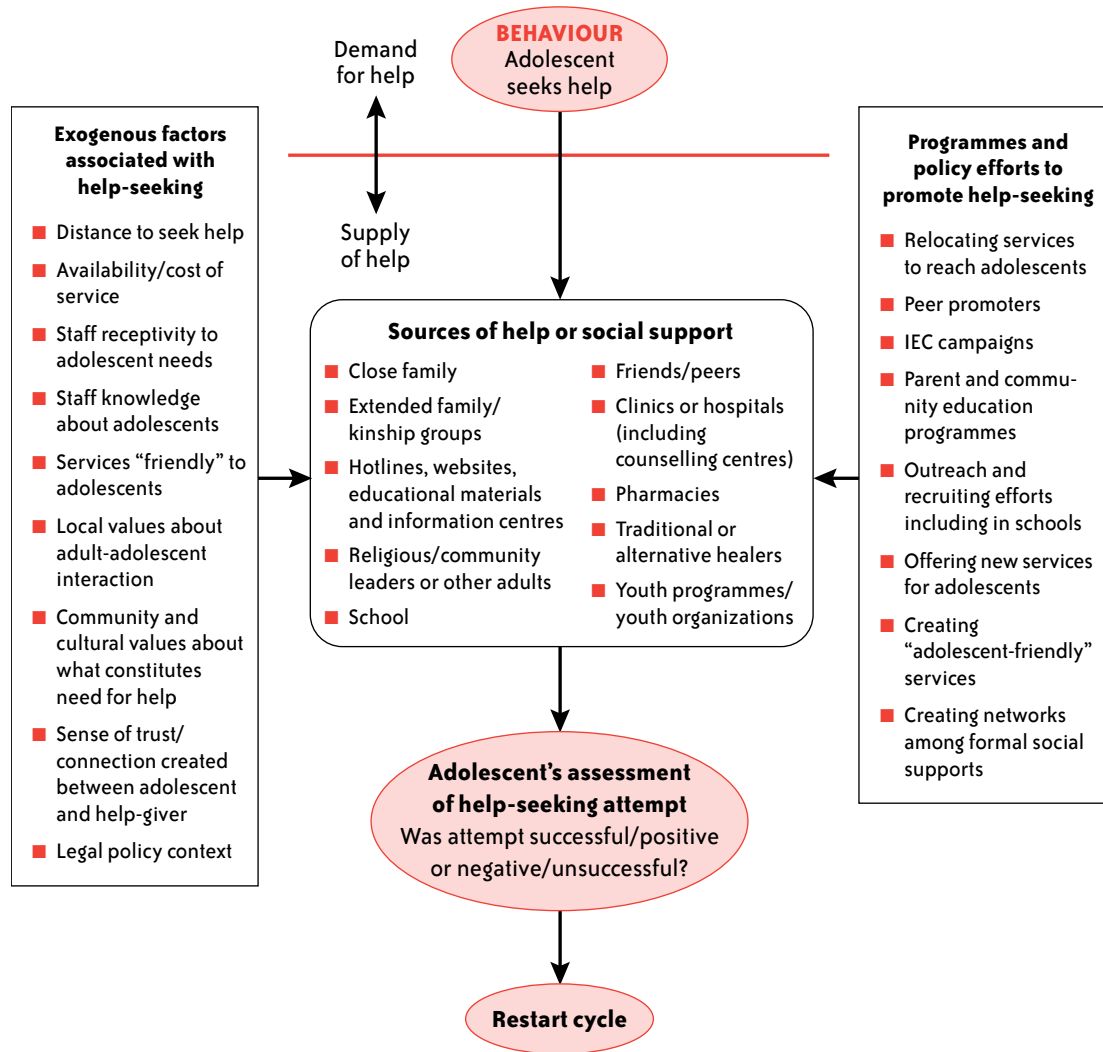 BEHAVIOUR
Adolescent
seeks help
Demand
for help
Supply
of help
Exogenous factors
associated with
help-seeking
■ Distance to seek help
■ Availability/cost of
service
■ Staff receptivity to
adolescent needs
■ Staff knowledge
about adolescents
■ Services “friendly” to
adolescents
■ Local values about
adult-adolescent
interaction
■ Community and
cultural values about
what constitutes
need for help
■ Sense of trust/
connection created
between adolescent
and help-giver
■ Legal policy context
Sources of help or social support
■ Close family
■ Extended family/
kinship groups
■ Hotlines, websites,
educational materials
and information centres
■ Religious/community
leaders or other adults
■ School
■ Friends/peers
■ Clinics or hospitals
(including
counselling centres)
■ Pharmacies
■ Traditional or
alternative healers
■ Youth programmes/
youth organizations
Programmes and
policy efforts to
promote help-seeking
■ Relocating services
to reach adolescents
■ Peer promoters
■ IEC campaigns
■ Parent and commu-
nity education
programmes
■ Outreach and
recruiting efforts
including in schools
■ Offering new services
for adolescents
■ Creating
“adolescent-friendly”
services
■ Creating networks
among formal social
supports
Adolescent’s assessment
of help-seeking attempt
Was attempt successful/positive
or negative/unsuccessful?
Restart cycle